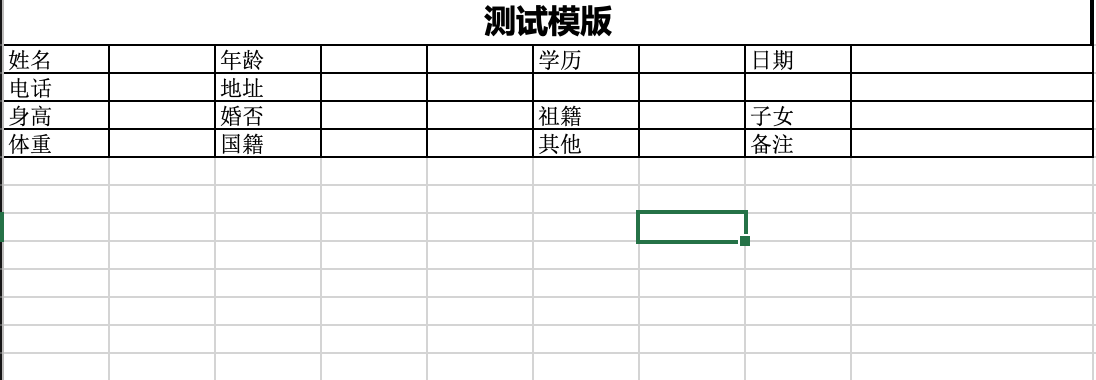 测试模版
姓名 年龄 学历 日期
电话 地址
身高 婚否 祖籍 子女
体重 国籍 其他 备注